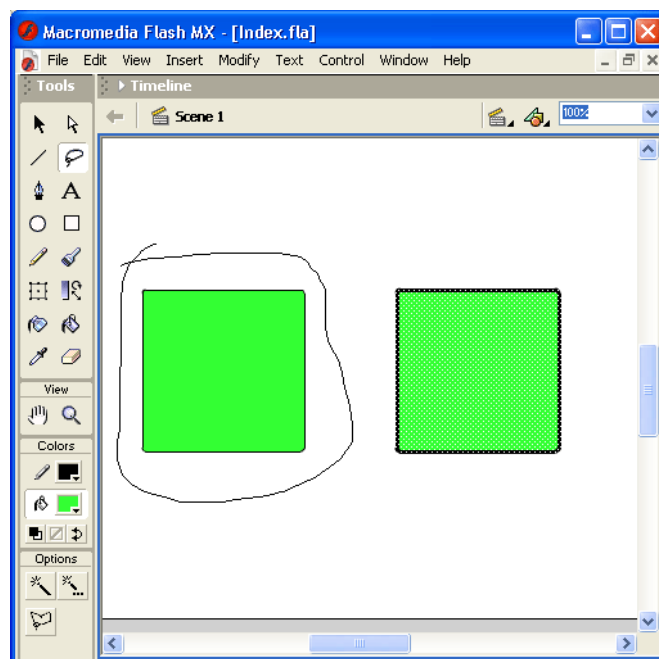 Macromedia Flash MX - [Index.fla]
File Edit View Insert Modify Text Control Window Help
Tools
Timeline
Scene 1
100%
A
View
Colors
Options